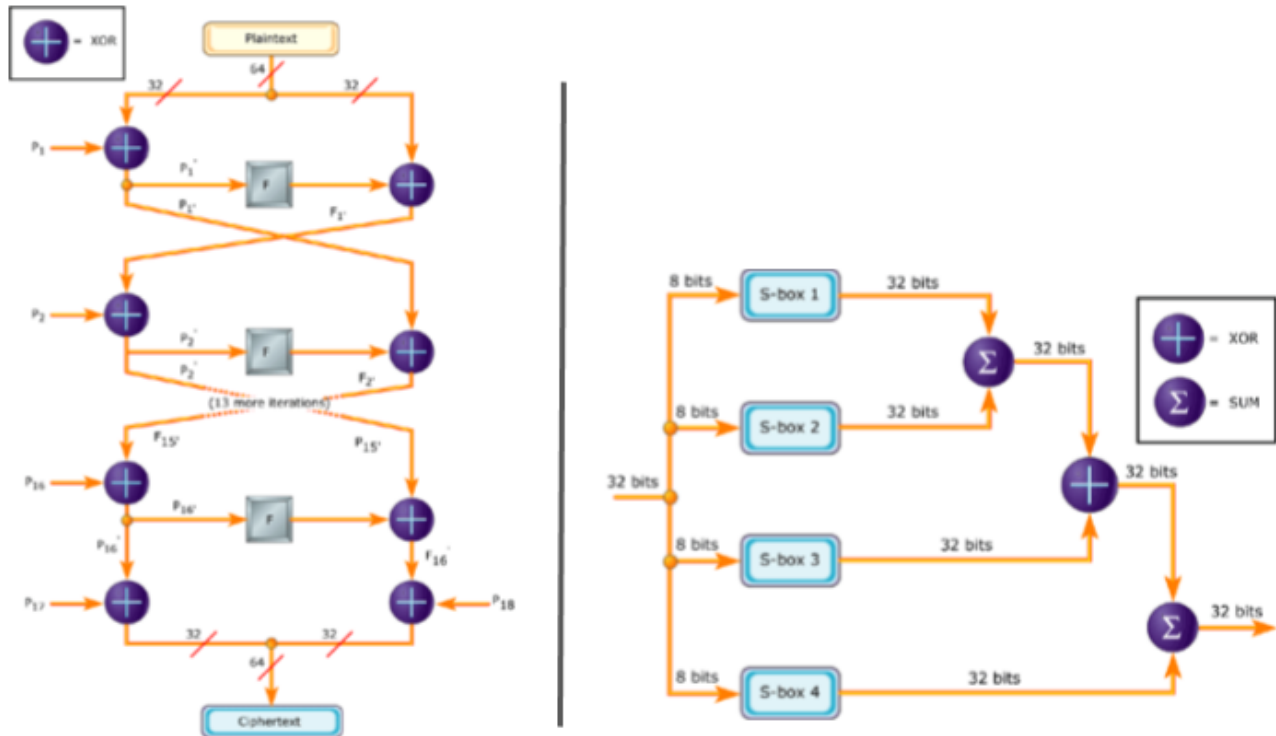 = XOR
Plaintext
64
32
32
P1
P1'
F
P1'
F1'
P2
P2'
F
P2'
F2'
(13 more iterations)
F15'
P15'
P16
P16'
F
P16'
F16'
P17
P18
32
32
64
Ciphertext
8 bits
S-box 1
32 bits
32 bits
= XOR
= SUM
Σ
Σ
8 bits
S-box 2
32 bits
32 bits
32 bits
8 bits
S-box 3
32 bits
Σ
32 bits
8 bits
S-box 4
32 bits